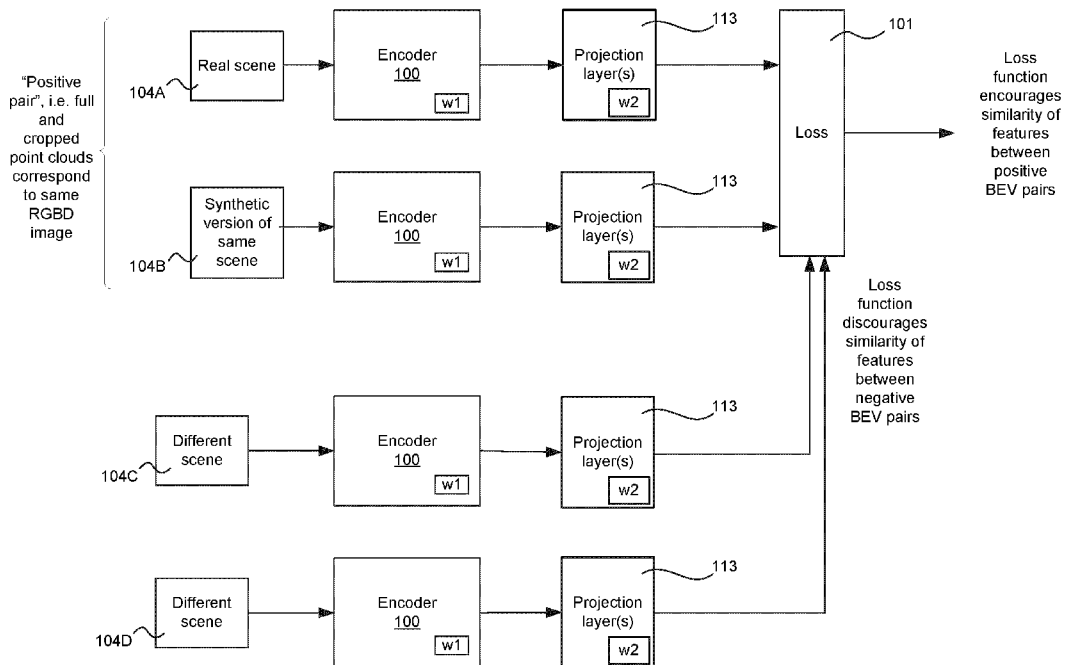 “Positive
pair”, i.e. full
and
cropped
point clouds
correspond
to same
RGBD
image
Real scene
104A
Encoder
100
w1
113
Projection
layer(s)
w2
101
Loss
Loss
function
encourages
similarity of
features
between
positive
BEV pairs
Synthetic
version of
same
scene
104B
Encoder
100
w1
113
Projection
layer(s)
w2
Loss
function
discourages
similarity of
features
between
negative
BEV pairs
Different
scene
104C
Encoder
100
w1
113
Projection
layer(s)
w2
Different
scene
104D
Encoder
100
w1
113
Projection
layer(s)
w2